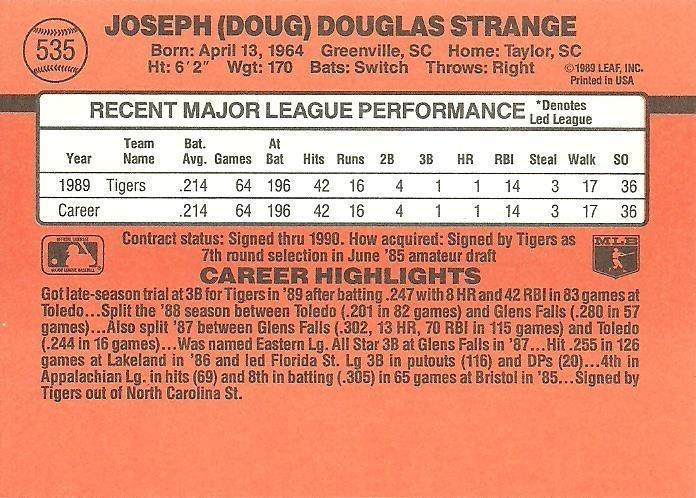 535
JOSEPH (DOUG) DOUGLAS STRANGE
Born: April 13, 1964 Greenville, SC Home: Taylor, SC
Ht: 6'2" Wgt: 170 Bats: Switch Throws: Right
©1989 LEAF, INC.
Printed in USA
RECENT MAJOR LEAGUE PERFORMANCE
*Denotes
Led League
Year Team Name Bat. Avg. Games At Bat Hits Runs 2B 3B HR RBI Steal Walk SO
1989 Tigers .214 64 196 42 16 4 1 1 14 3 17 36
Career .214 64 196 42 16 4 1 1 14 3 17 36
Contract status: Signed thru 1990. How acquired: Signed by Tigers as
7th round selection in June '85 amateur draft
OFFICIAL LICENSEE
MAJOR LEAGUE BASEBALL
MLB
CAREER HIGHLIGHTS
Got late-season trial at 3B for Tigers in '89 after batting .247 with 8 HR and 42 RBI in 83 games at
Toledo...Split the '88 season between Toledo (.201 in 82 games) and Glens Falls (.280 in 57
games)...Also split '87 between Glens Falls (.302, 13 HR, 70 RBI in 115 games) and Toledo
(.244 in 16 games)...Was named Eastern Lg. All Star 3B at Glens Falls in '87...Hit .255 in 126
games at Lakeland in '86 and led Florida St. Lg 3B in putouts (116) and DPs (20)...4th in
Appalachian Lg. in hits (69) and 8th in batting (.305) in 65 games at Bristol in '85...Signed by
Tigers out of North Carolina St.